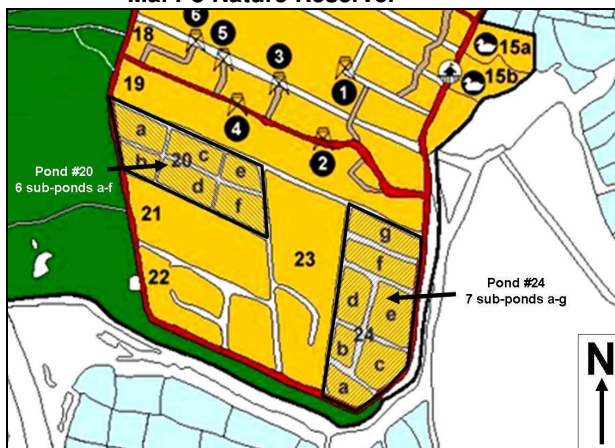 Mai Po Nature Reserve.
6
18
5
15a
3
15b
19
1
4
a
2
20
c
e
b
Pond #20
6 sub-ponds a-f
d
f
21
g
23
f
22
d
Pond #24
7 sub-ponds a-g
e
24
b
c
a
N